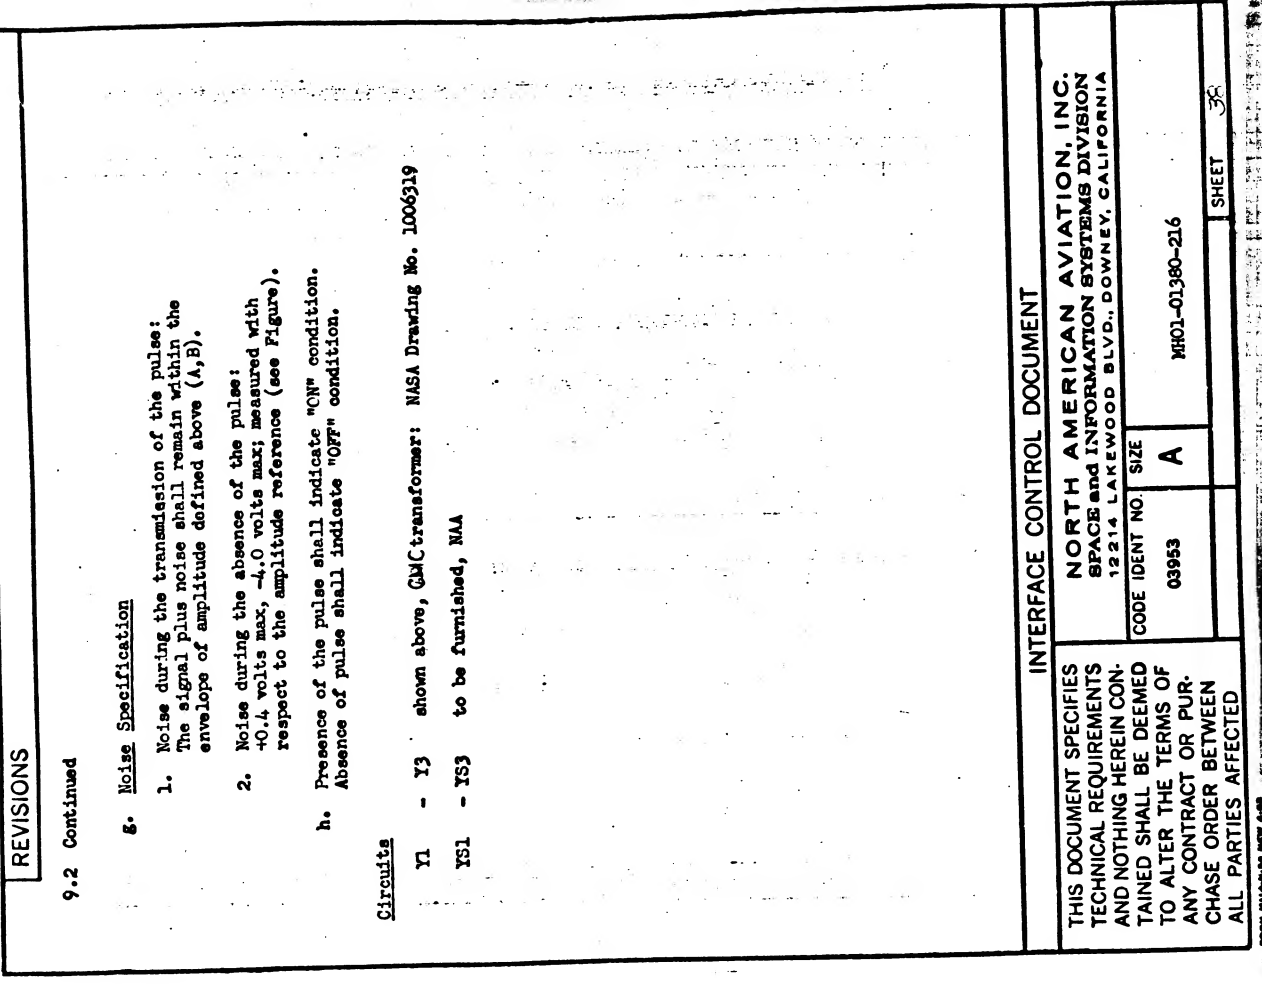 REVISIONS
9.2 Continued
g. Noise Specification
1. Noise during the transmission of the pulse:
The signal plus noise shall remain within the
envelope of amplitude dofined above (A,B).
2. Noise during the absence of the pulse:
+0.4 volts max, -4.0 volts max; measured with
respect to the amplitude reference (see Figure).
h. Presence of the pulse shall indicate "ON" condition.
Absence of pulse shall indicate "OFF" condition.
Circuits
Y1 - Y3 shown above, G&NC transformer: NASA Drawing No. 1006319
YS1 - YS3 to be furnished, NAA
INTERFACE CONTROL DOCUMENT
THIS DOCUMENT SPECIFIES
TECHNICAL REQUIREMENTS
AND NOTHING HEREIN CON-
TAINED SHALL BE DEEMED
TO ALTER THE TERMS OF
ANY CONTRACT OR PUR-
CHASE ORDER BETWEEN
ALL PARTIES AFFECTED
NORTH AMERICAN AVIATION, INC.
SPACE and INFORMATION SYSTEMS DIVISION
12214 LAKEWOOD BLVD., DOWNEY, CALIFORNIA
CODE IDENT NO.
03953
SIZE
A
MH01-01380-216
SHEET 38